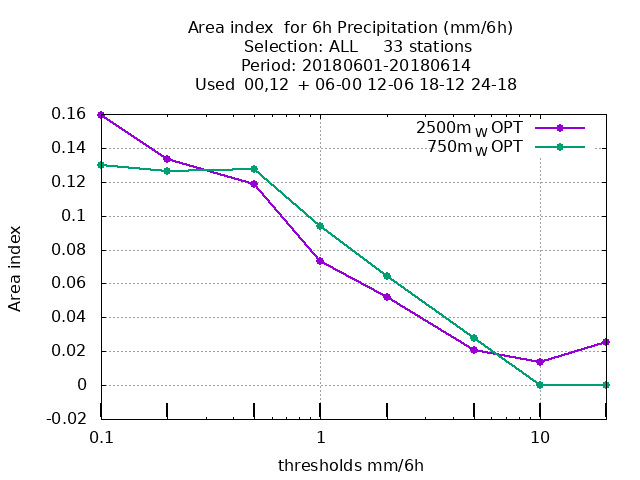 Area index  for 6h Precipitation (mm/6h)
Selection: ALL     33 stations
Period: 20180601-20180614
Used  00,12  + 06-00 12-06 18-12 24-18
2500m W OPT
750m W OPT
0.16
0.14
0.12
0.1
0.08
0.06
0.04
0.02
0
-0.02
Area index
0.1
1
10
thresholds mm/6h